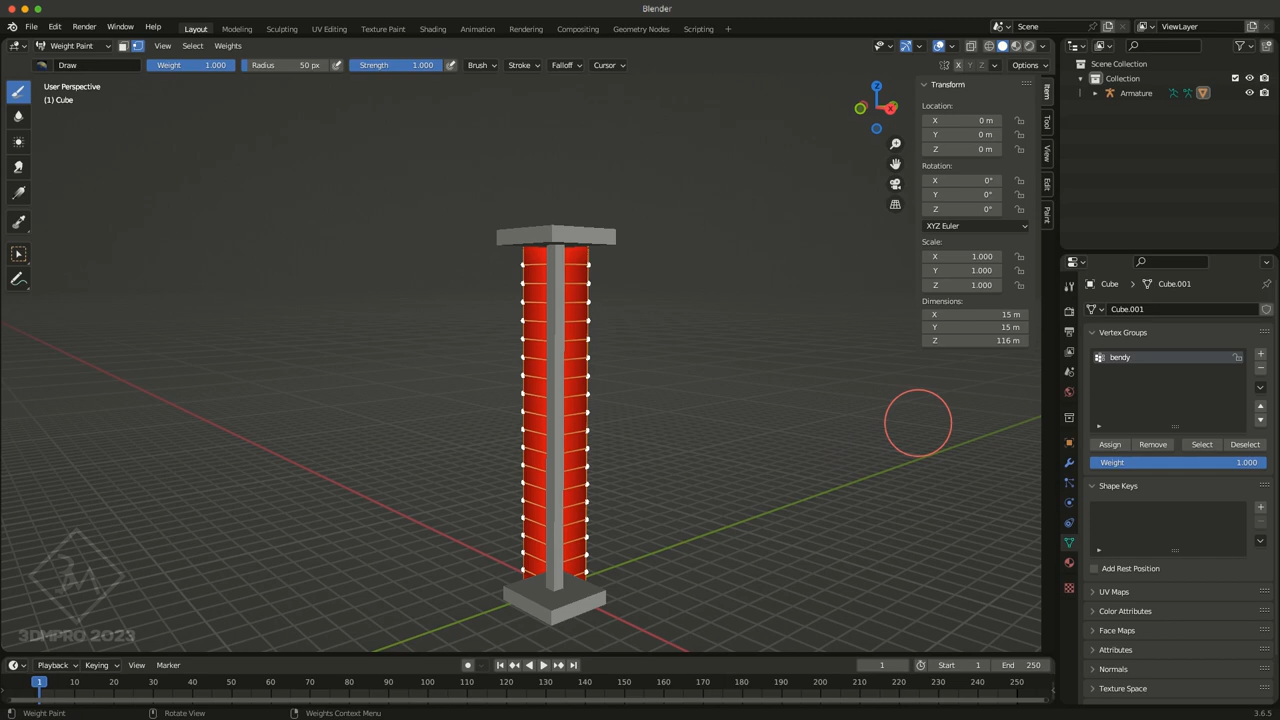 Blender
File Edit Render Window Help
Layout Modeling Sculpting UV Editing Texture Paint Shading Animation Rendering Compositing Geometry Nodes Scripting +
Scene
ViewLayer
Weight Paint View Select Weights
Draw Weight 1.000 Radius 50 px Strength 1.000 Brush Stroke Falloff Cursor
X Y Z Options
User Perspective
(1) Cube
Z
X
Transform
Location:
X 0 m
Y 0 m
Z 0 m
Rotation:
X 0°
Y 0°
Z 0°
XYZ Euler
Scale:
X 1.000
Y 1.000
Z 1.000
Dimensions:
X 15 m
Y 15 m
Z 116 m
Item
Tool
View
Edit
Paint
Scene Collection
Collection
Armature
Cube Cube.001
Cube.001
Vertex Groups
bendy
Assign Remove Select Deselect
Weight 1.000
Shape Keys
Add Rest Position
UV Maps
Color Attributes
Face Maps
Attributes
Normals
Texture Space
3DMPRO 2023
Playback Keying View Marker
1 Start 1 End 250
1 10 20 30 40 50 60 70 80 90 100 110 120 130 140 150 160 170 180 190 200 210 220 230 240 250
Weight Paint Rotate View Weights Context Menu 3.6.5